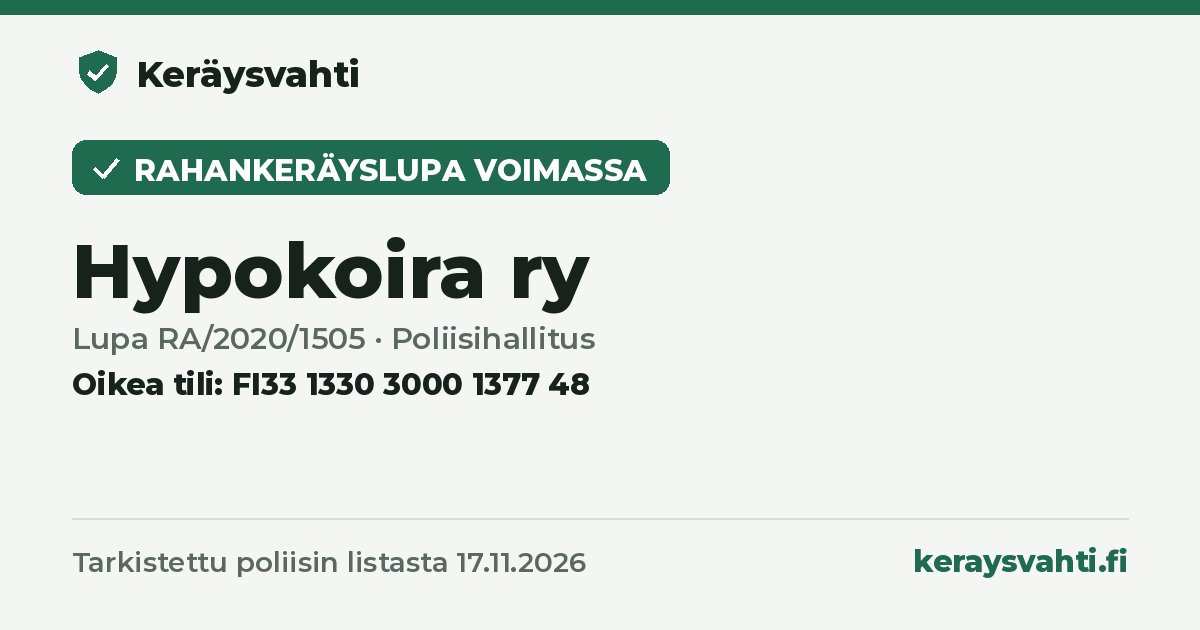 Keräysvahti
RAHANKERÄYSLUPA VOIMASSA
Hypokoira ry
Lupa RA/2020/1505 · Poliisihallitus
Oikea tili: FI33 1330 3000 1377 48
Tarkistettu poliisin listasta 17.11.2026
keraysvahti.fi